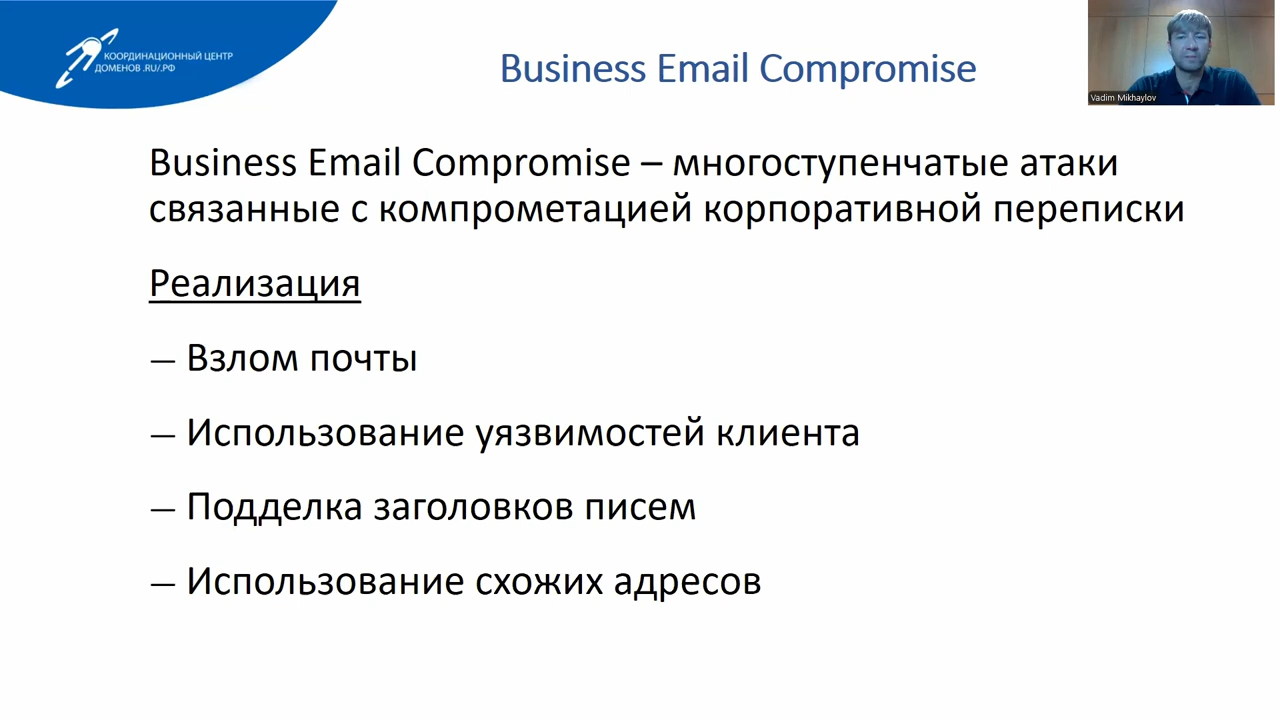 КООРДИНАЦИОННЫЙ ЦЕНТР
ДОМЕНОВ .RU/.РФ
Business Email Compromise
Vadim Mikhaylov
Business Email Compromise – многоступенчатые атаки
связанные с компрометацией корпоративной переписки
Реализация
— Взлом почты
— Использование уязвимостей клиента
— Подделка заголовков писем
— Использование схожих адресов